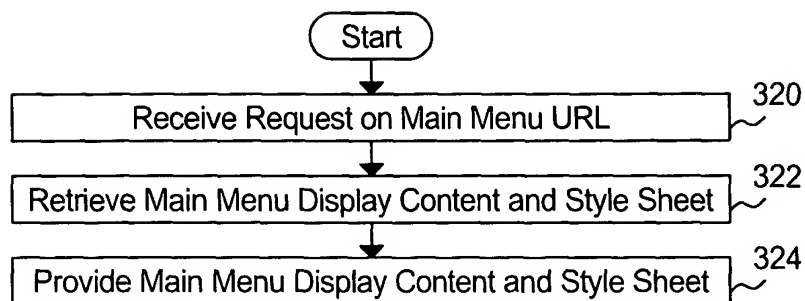 Start
320
Receive Request on Main Menu URL
322
Retrieve Main Menu Display Content and Style Sheet
324
Provide Main Menu Display Content and Style Sheet